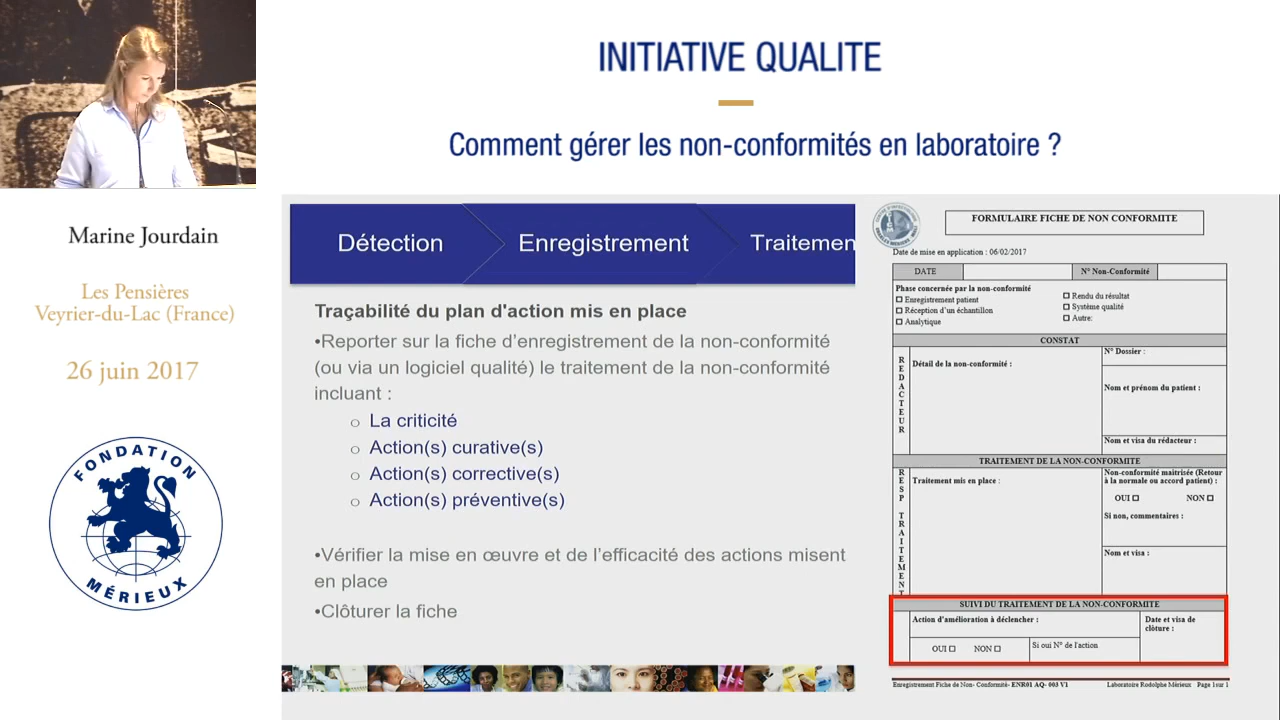 INITIATIVE QUALITE
Comment gérer les non-conformités en laboratoire ?
Marine Jourdain
Les Pensières
Veyrier-du-Lac (France)
26 juin 2017
FONDATION
MÉRIEUX
Détection
Enregistrement
Traitemen
Traçabilité du plan d'action mis en place
•Reporter sur la fiche d’enregistrement de la non-conformité
(ou via un logiciel qualité) le traitement de la non-conformité
incluant :
o La criticité
o Action(s) curative(s)
o Action(s) corrective(s)
o Action(s) préventive(s)
•Vérifier la mise en œuvre et de l’efficacité des actions misent
en place
•Clôturer la fiche
FORMULAIRE FICHE DE NON CONFORMITE
Date de mise en application : 06/02/2017
DATE
N° Non-Conformité
Phase concernée par la non-conformité
☐ Enregistrement patient
☐ Réception d’un échantillon
☐ Analytique
☐ Rendu du résultat
☐ Système qualité
☐ Autre:
CONSTAT
REDACTEUR
Détail de la non-conformité :
N° Dossier :
Nom et prénom du patient :
Nom et visa du rédacteur :
TRAITEMENT DE LA NON-CONFORMITE
RESP TRAITEMENT
Traitement mis en place :
Non-conformité maitrisée (Retour
à la normale ou accord patient) :
OUI ☐ NON ☐
Si non, commentaires :
Nom et visa :
SUIVI DU TRAITEMENT DE LA NON-CONFORMITE
Action d’amélioration à déclencher :
OUI ☐ NON ☐
Si oui N° de l'action
Date et visa de
clôture :
Enregistrement Fiche de Non- Conformité- ENR01 AQ- 003 V1
Laboratoire Rodolphe Mérieux Page 1sur 1